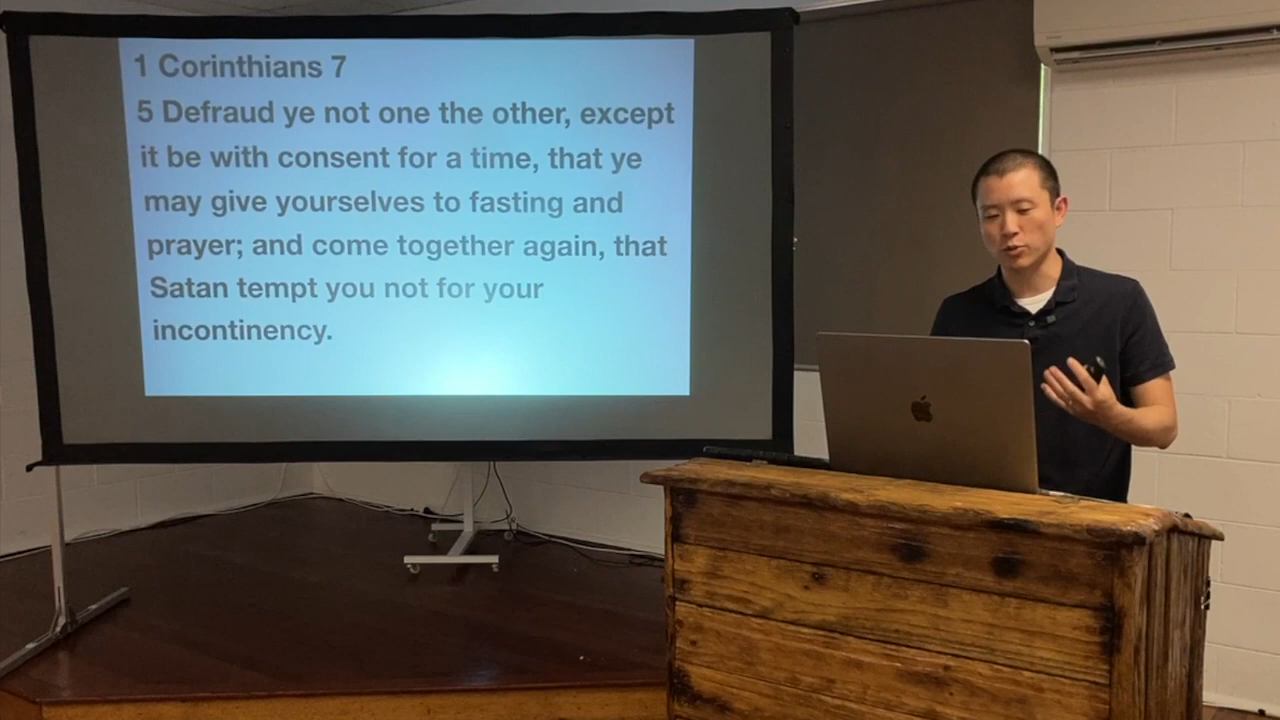 1 Corinthians 7
5 Defraud ye not one the other, except
it be with consent for a time, that ye
may give yourselves to fasting and
prayer; and come together again, that
Satan tempt you not for your
incontinency.